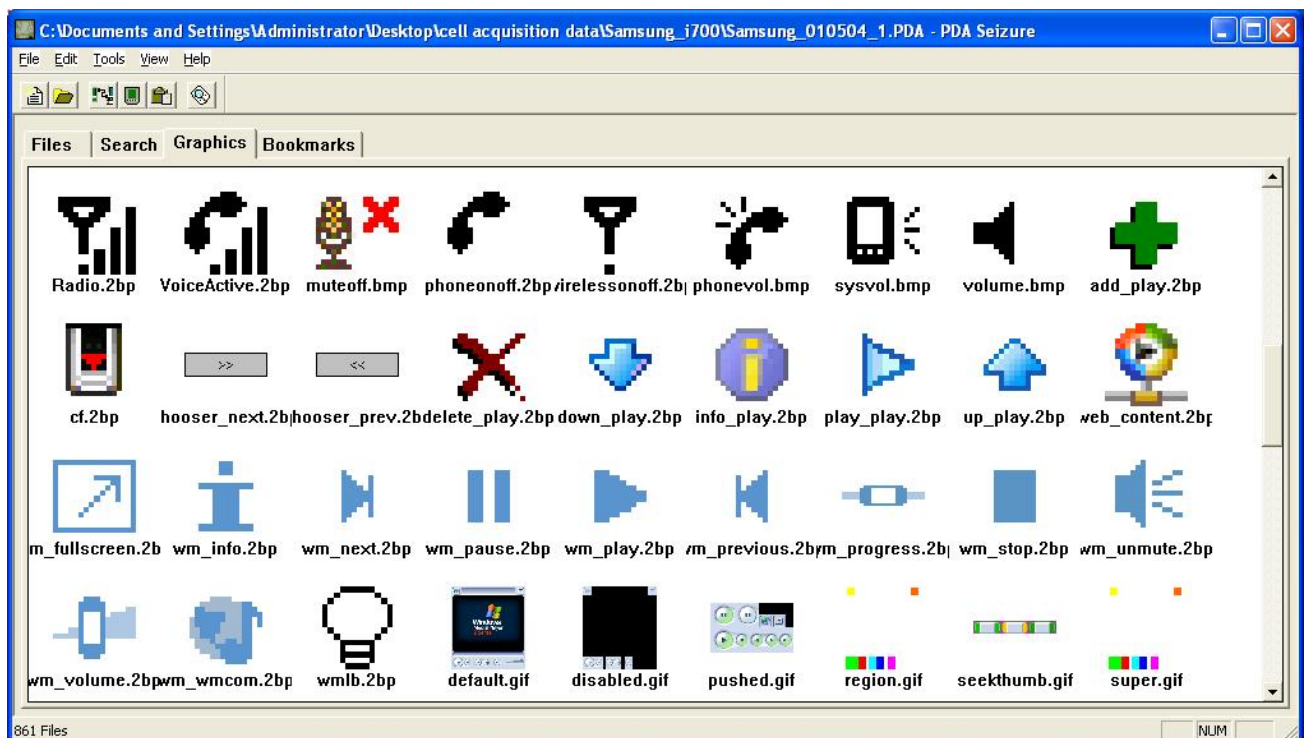 C:\Documents and Settings\Administrator\Desktop\cell acquisition data\Samsung_i700\Samsung_010504_1.PDA - PDA Seizure
File Edit Tools View Help
Files Search Graphics Bookmarks
Radio.2bp VoiceActive.2bp muteoff.bmp phoneonoff.2bp irelessonoff.2b phonevol.bmp sysvol.bmp volume.bmp add_play.2bp
>> <<
cf.2bp hooser_next.2b hooser_prev.2b delete_play.2bp down_play.2bp info_play.2bp play_play.2bp up_play.2bp web_content.2bp
m_fullscreen.2b wm_info.2bp wm_next.2bp wm_pause.2bp wm_play.2bp m_previous.2b m_progress.2b wm_stop.2bp wm_unmute.2bp
Windows
wm_volume.2bp wm_wmcom.2bp wmlb.2bp default.gif disabled.gif pushed.gif region.gif seekthumb.gif super.gif
861 Files NUM